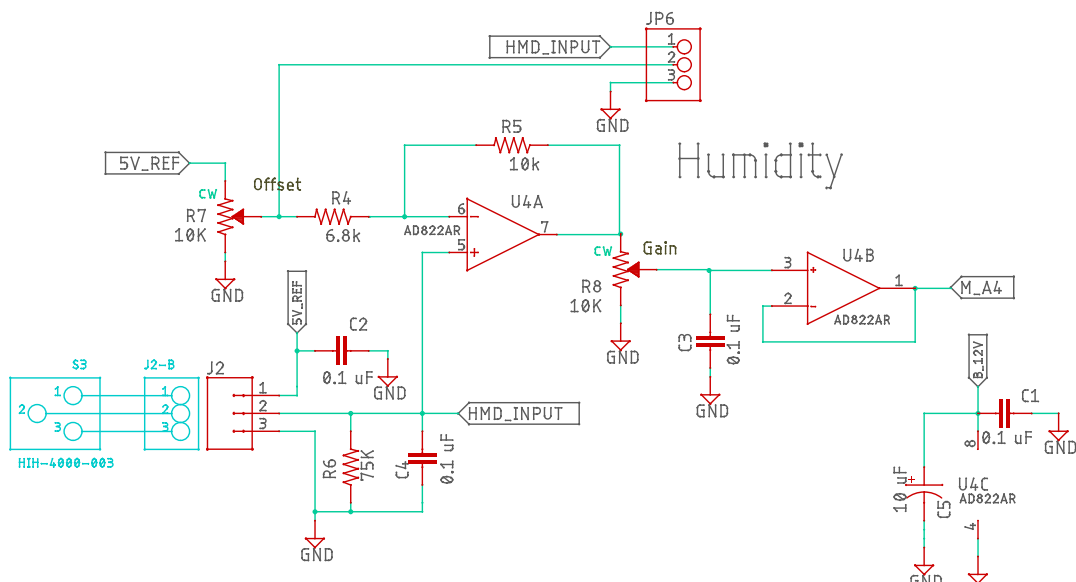 JP6
HMD_INPUT
1
2
3
GND
R5
10k
Humidity
5V_REF
CW
Offset
R7
10K
R4
6.8k
AD822AR
U4A
6
5
7
GND
CW
Gain
R8
10K
GND
U4B
3
2
1
AD822AR
M_A4
C3
0.1 uF
GND
5V_REF
C2
0.1 uF
GND
S3
J2-B
J2
1
2
3
1
2
3
1
2
3
HIH-4000-003
HMD_INPUT
R6
75K
C4
0.1 uF
GND
B_12V
C1
0.1 uF
GND
8
10 uF
+
C5
U4C
AD822AR
4
GND